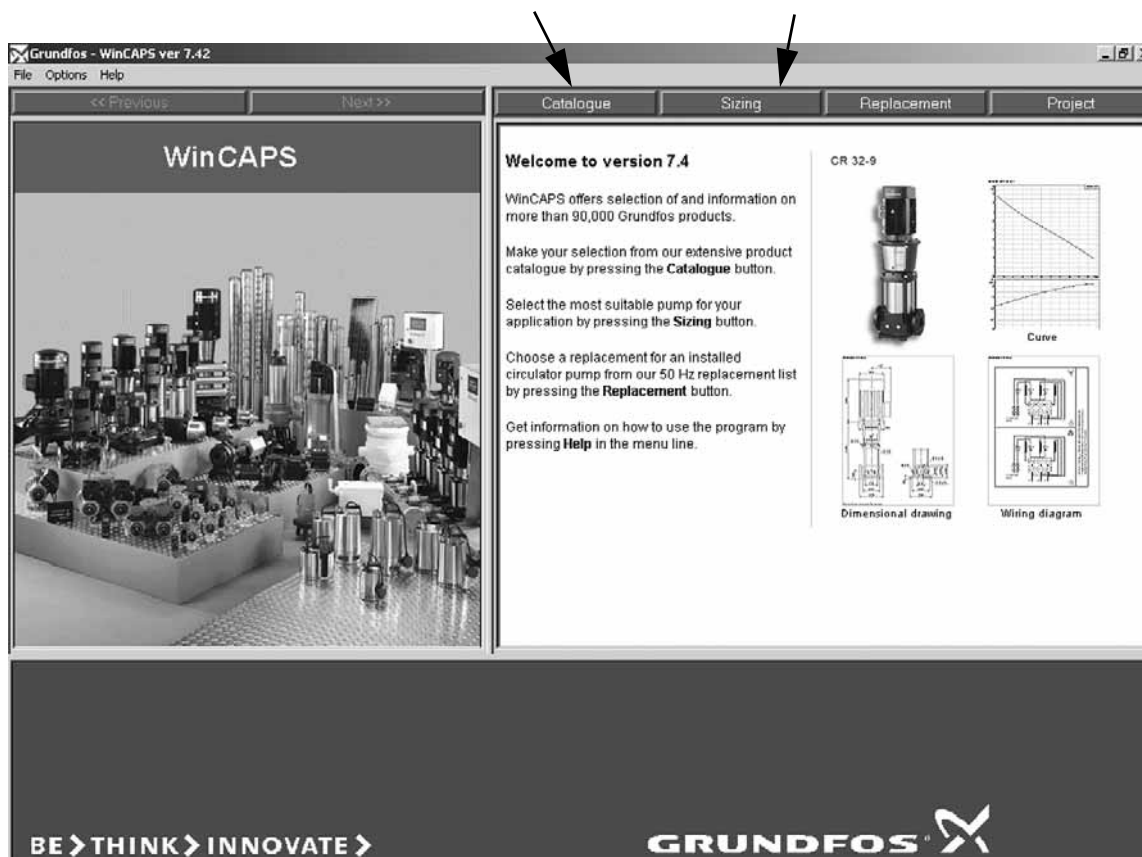 Grundfos - WinCAPS ver 7.42
File Options Help
<< Previous Next >> Catalogue Sizing Replacement Project
WinCAPS
Welcome to version 7.4
WinCAPS offers selection of and information on
more than 90,000 Grundfos products.
Make your selection from our extensive product
catalogue by pressing the Catalogue button.
Select the most suitable pump for your
application by pressing the Sizing button.
Choose a replacement for an installed
circulator pump from our 50 Hz replacement list
by pressing the Replacement button.
Get information on how to use the program by
pressing Help in the menu line.
CR 32-9
Curve
Dimensional drawing
Wiring diagram
BE > THINK > INNOVATE >
GRUNDFOS